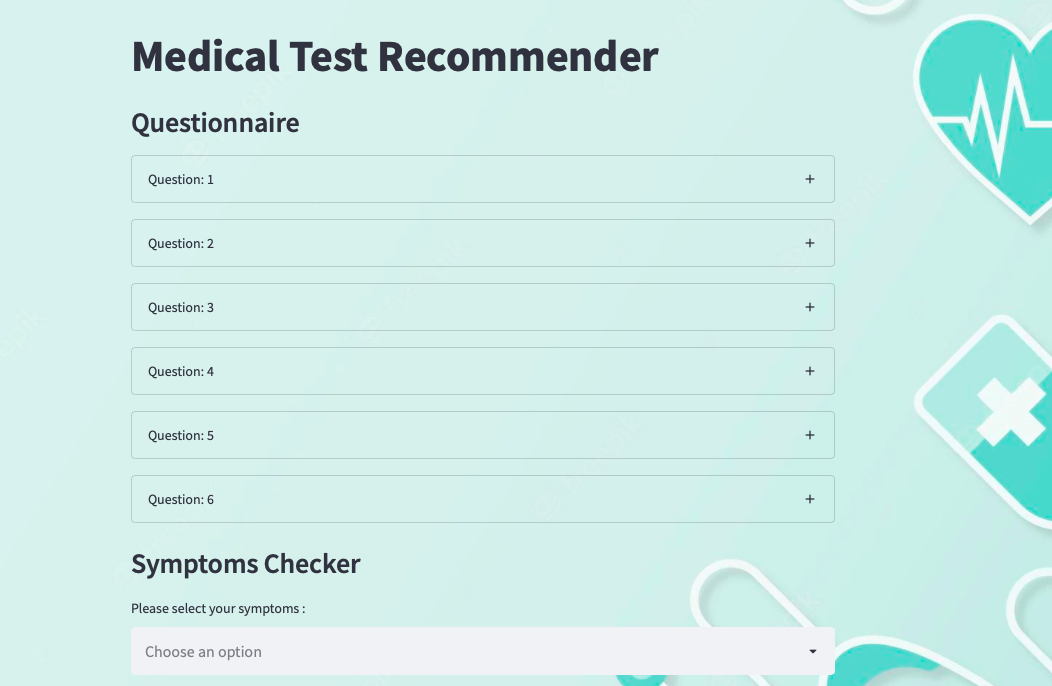 Medical Test Recommender
Questionnaire
Question: 1
Question: 2
Question: 3
Question: 4
Question: 5
Question: 6
Symptoms Checker
Please select your symptoms :
Choose an option